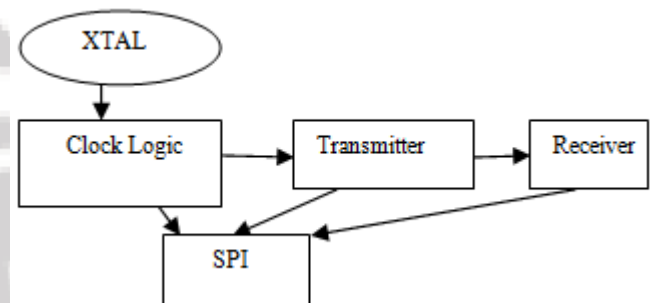 XTAL
Clock Logic
Transmitter
Receiver
SPI